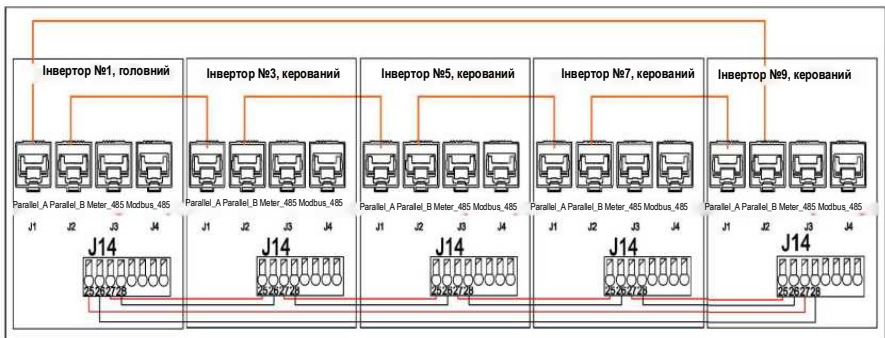 Інвертор №1, головний
Інвертор №3, керований
Інвертор №5, керований
Інвертор №7, керований
Інвертор №9, керований
Parallel_A Parallel_B Meter_485 Modbus_485
Parallel_A Parallel_B Meter_485 Modbus_485
Parallel_A Parallel_B Meter_485 Modbus_485
Parallel_A Parallel_B Meter_485 Modbus_485
Parallel_A Parallel_B Meter_485 Modbus_485
J1 J2 J3 J4
J1 J2 J3 J4
J1 J2 J3 J4
J1 J2 J3 J4
J1 J2 J3 J4
J14
J14
J14
J14
J14
25 26 27 28
25 26 27 28
25 26 27 28
25 26 27 28
25 26 27 28